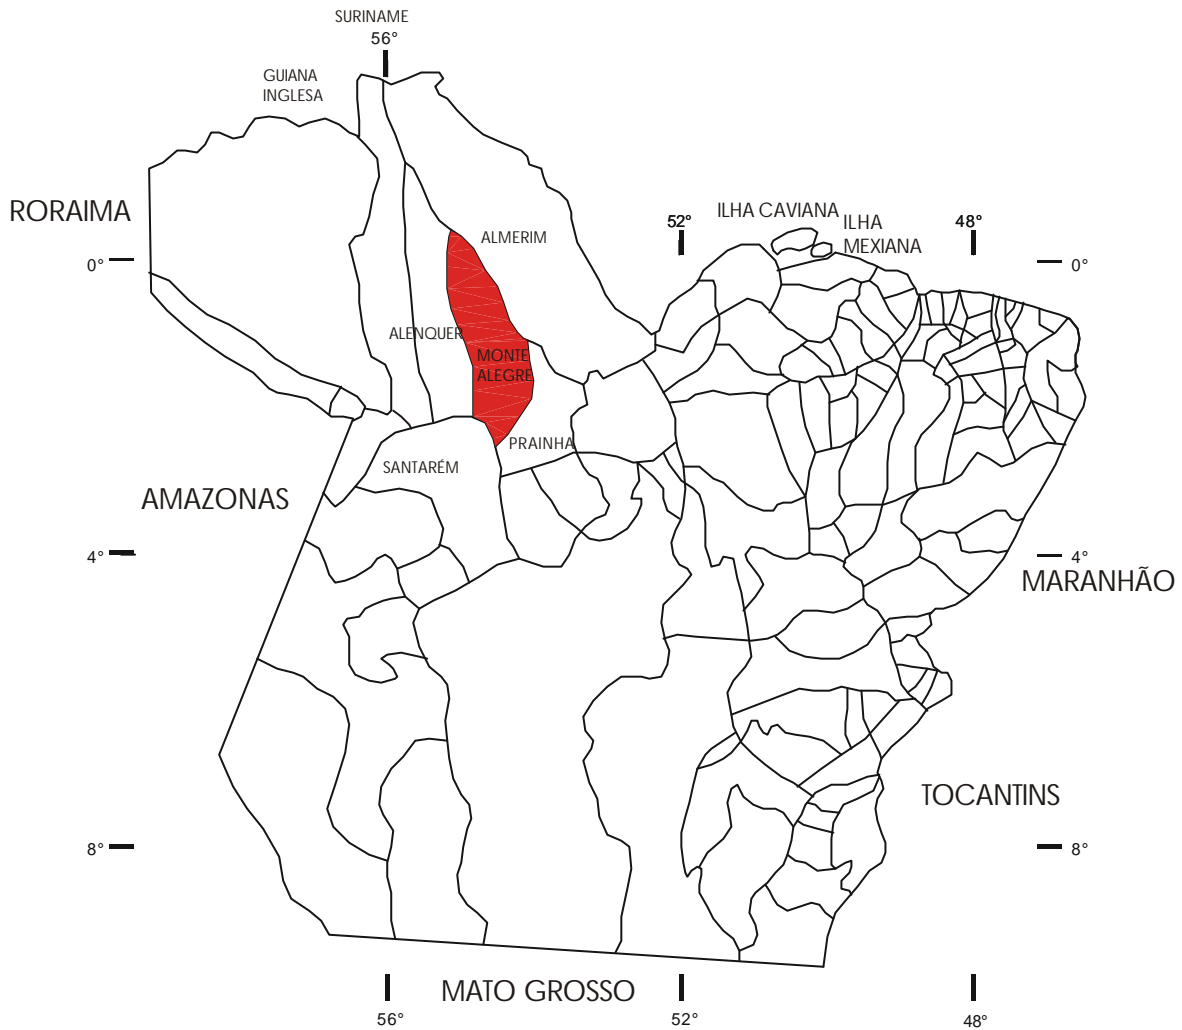 SURINAME
56°
GUIANA
INGLESA
RORAIMA
ILHA CAVIANA
52°
48°
ILHA
MEXIANA
ALMERIM
0°
0°
ALENQUER
MONTE
ALEGRE
PRAINHA
SANTARÉM
AMAZONAS
4°
4°
MARANHÃO
TOCANTINS
8°
8°
MATO GROSSO
56°
52°
48°